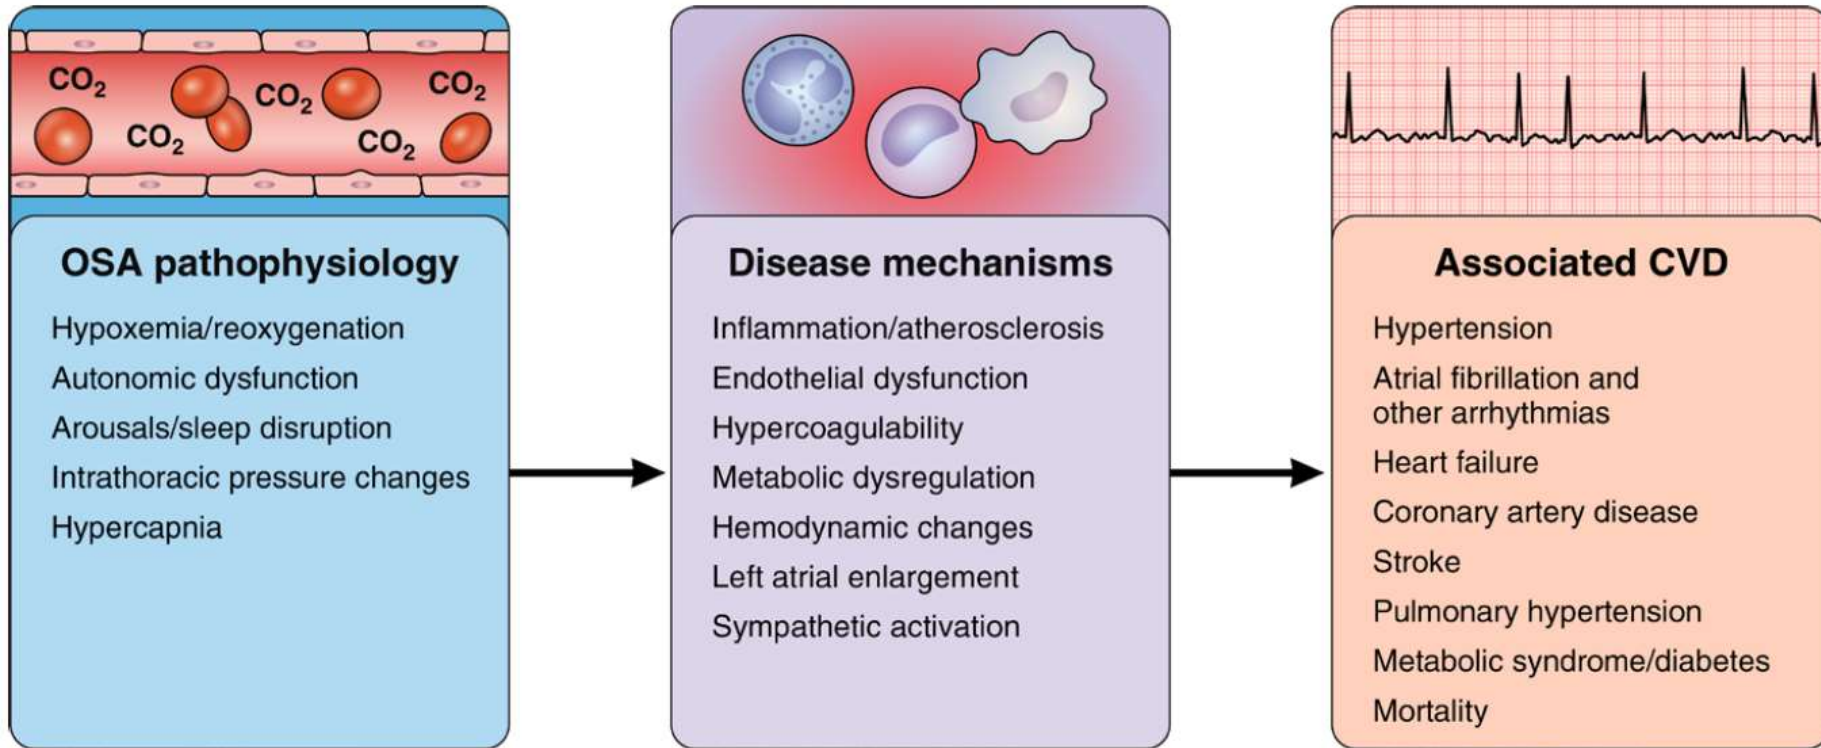 CO₂
CO₂
CO₂
CO₂
CO₂
OSA pathophysiology
Hypoxemia/reoxygenation
Autonomic dysfunction
Arousals/sleep disruption
Intrathoracic pressure changes
Hypercapnia
Disease mechanisms
Inflammation/atherosclerosis
Endothelial dysfunction
Hypercoagulability
Metabolic dysregulation
Hemodynamic changes
Left atrial enlargement
Sympathetic activation
Associated CVD
Hypertension
Atrial fibrillation and
other arrhythmias
Heart failure
Coronary artery disease
Stroke
Pulmonary hypertension
Metabolic syndrome/diabetes
Mortality